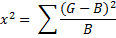 x² = ∑ (G − B)² / B